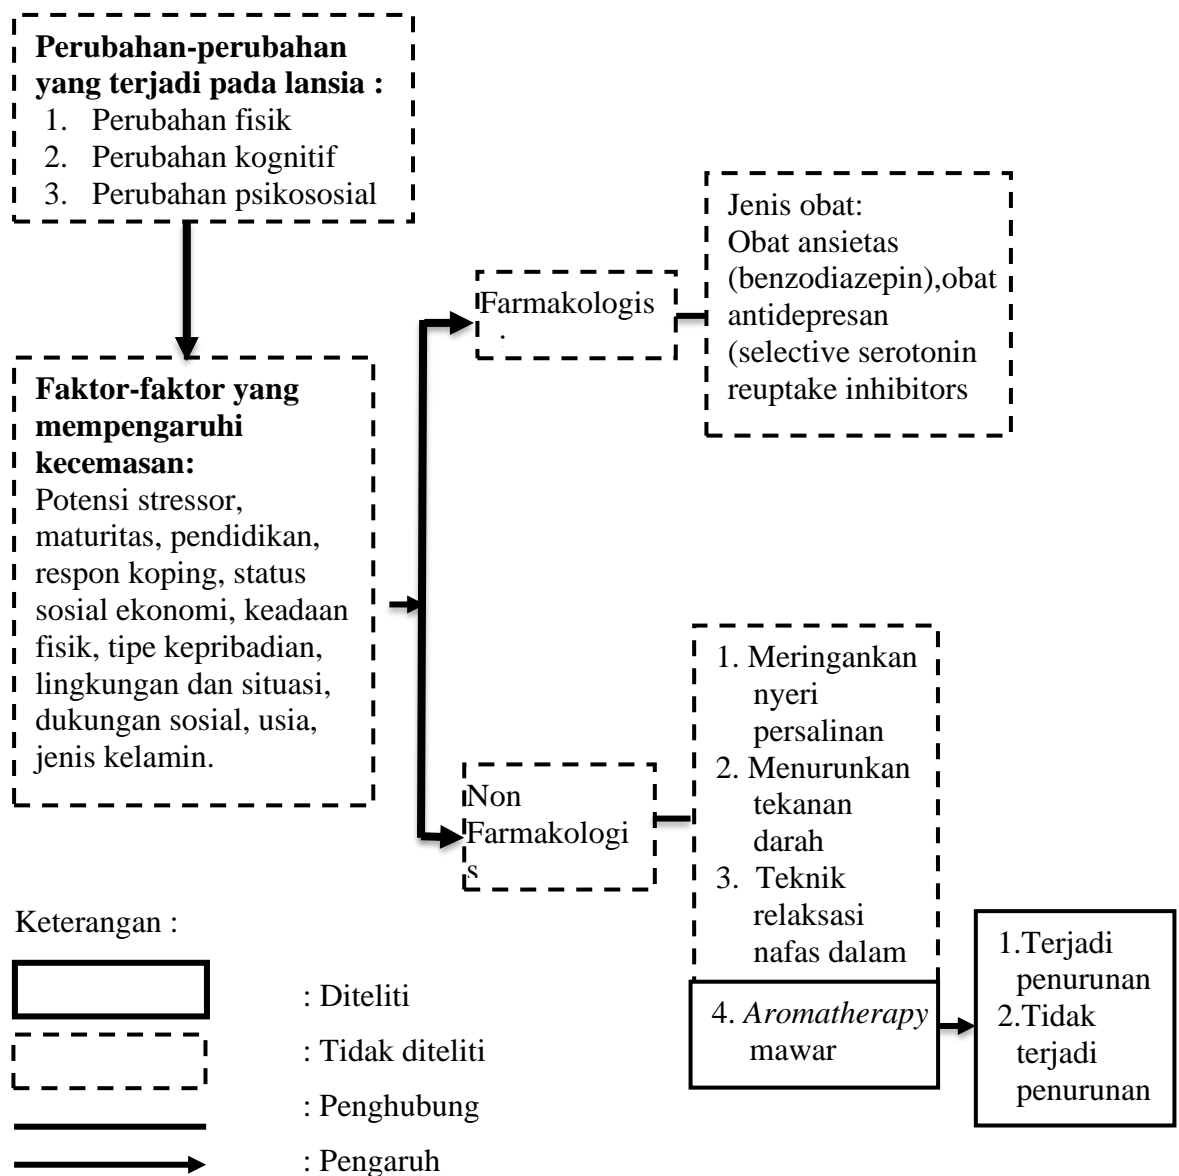 Perubahan-perubahan
yang terjadi pada lansia :
1. Perubahan fisik
2. Perubahan kognitif
3. Perubahan psikososial
Jenis obat:
Obat ansietas
(benzodiazepin),obat
antidepresan
(selective serotonin
reuptake inhibitors
Farmakologis
.
Faktor-faktor yang
mempengaruhi
kecemasan:
Potensi stressor,
maturitas, pendidikan,
respon koping, status
sosial ekonomi, keadaan
fisik, tipe kepribadian,
lingkungan dan situasi,
dukungan sosial, usia,
jenis kelamin.
Non
Farmakologi
s
1. Meringankan
nyeri
persalinan
2. Menurunkan
tekanan
darah
3. Teknik
relaksasi
nafas dalam
4. Aromatherapy
mawar
1.Terjadi
penurunan
2.Tidak
terjadi
penurunan
Keterangan :
: Diteliti
: Tidak diteliti
: Penghubung
: Pengaruh